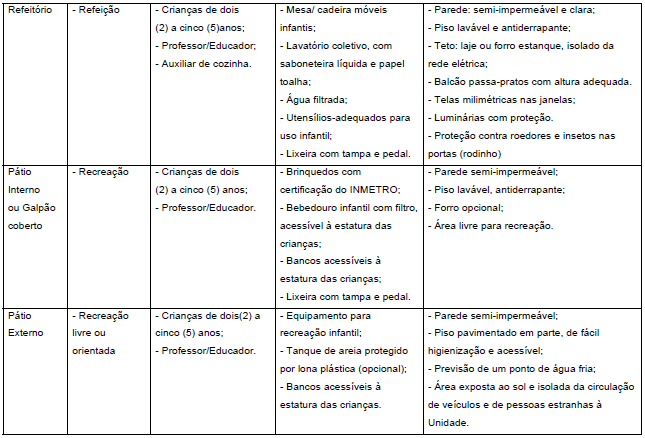 Refeitório
- Refeição
- Crianças de dois
(2) a cinco (5)anos;
- Professor/Educador;
- Auxiliar de cozinha.
- Mesa/ cadeira móveis
infantis;
- Lavatório coletivo, com
saboneteira líquida e papel
toalha;
- Água filtrada;
- Utensílios-adequados para
uso infantil;
- Lixeira com tampa e pedal.
- Parede: semi-impermeável e clara;
- Piso lavável e antiderrapante;
- Teto: laje ou forro estanque, isolado da
rede elétrica;
- Balcão passa-pratos com altura adequada.
- Telas milimétricas nas janelas;
- Luminárias com proteção.
- Proteção contra roedores e insetos nas
portas (rodinho)
Pátio
Interno
ou Galpão
coberto
- Recreação
- Crianças de dois
(2) a cinco (5) anos;
- Professor/Educador.
- Brinquedos com
certificação do INMETRO;
- Bebedouro infantil com filtro,
acessível à estatura das
crianças;
- Bancos acessíveis à
estatura das crianças;
- Lixeira com tampa e pedal.
- Parede semi-impermeável;
- Piso lavável, antiderrapante;
- Forro opcional;
- Área livre para recreação.
Pátio
Externo
- Recreação
livre ou
orientada
- Crianças de dois(2) a
cinco (5) anos;
- Professor/Educador.
- Equipamento para
recreação infantil;
- Tanque de areia protegido
por lona plástica (opcional);
- Bancos acessíveis à
estatura das crianças.
- Parede semi-impermeável;
- Piso pavimentado em parte, de fácil
higienização e acessível;
- Previsão de um ponto de água fria;
- Área exposta ao sol e isolada da circulação
de veículos e de pessoas estranhas à
Unidade.